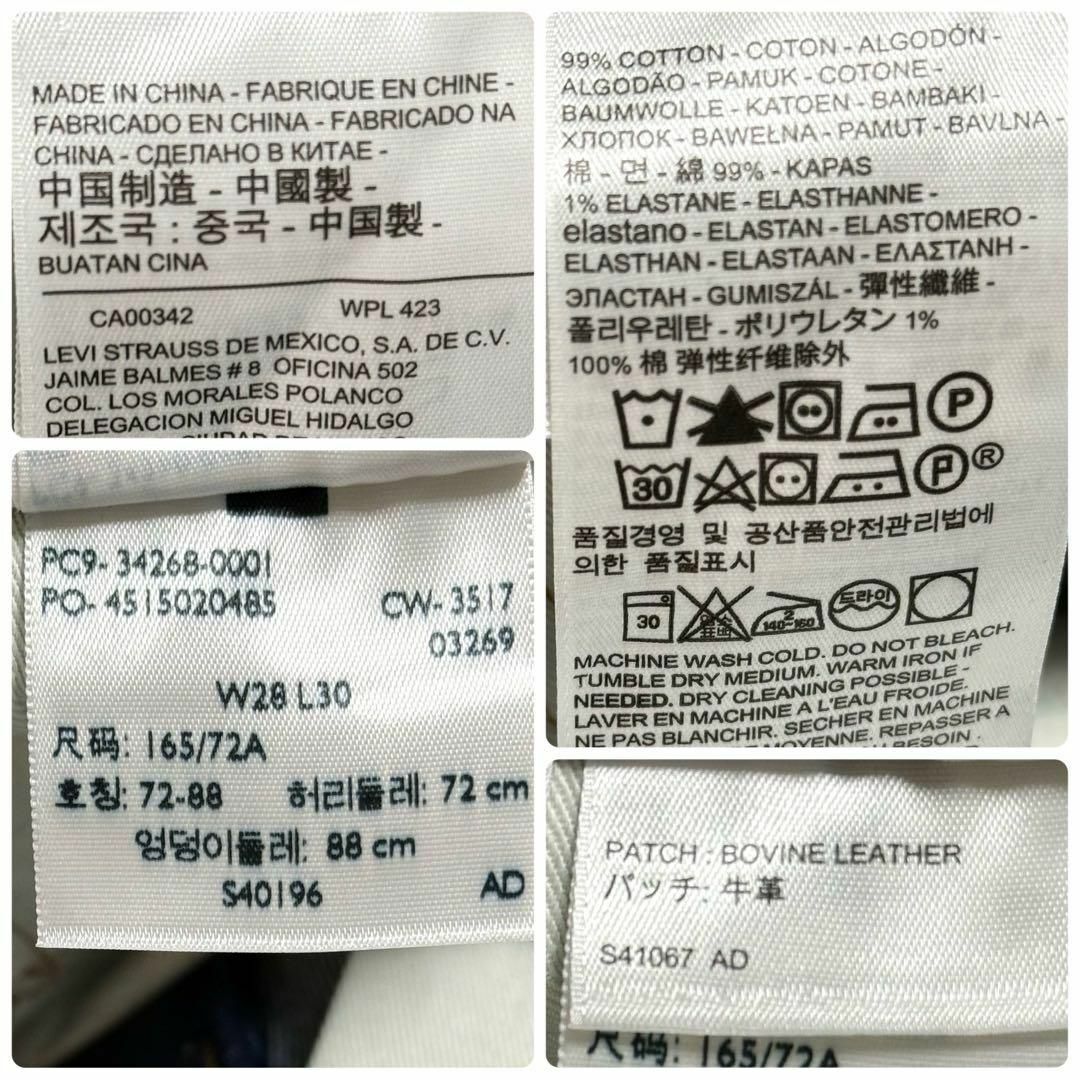 MADE IN CHINA - FABRIQUE EN CHINE -
FABRICADO EN CHINA - FABRICADO NA
CHINA - СДЕЛАНО В КИТАЕ -
中国制造 - 中國製 -
제조국 : 중국 - 中国製 -
BUATAN CINA
CA00342 WPL 423
LEVI STRAUSS DE MEXICO, S.A. DE C.V.
JAIME BALMES # 8 OFICINA 502
COL. LOS MORALES POLANCO
DELEGACION MIGUEL HIDALGO
99% COTTON - COTON - ALGODÓN -
ALGODÃO - PAMUK - COTONE -
BAUMWOLLE - KATOEN - BAMBAKI -
ХЛОПОК - BAWEŁNA - PAMUT - BAVLNA -
棉 - 면 - 綿 99% - KAPAS
1% ELASTANE - ELASTHANNE -
elastano - ELASTAN - ELASTOMERO -
ELASTHAN - ELASTAAN - ΕΛΑΣΤΑΝΗ -
ЭЛАСТАН - GUMISZÁL - 彈性纖維 -
폴리우레탄 - ポリウレタン 1%
100% 棉 弹性纤维除外
P
30 P ®
품질경영 및 공산품안전관리법에
의한 품질표시
30 염소 표백 2 140~160 드라이
MACHINE WASH COLD. DO NOT BLEACH.
TUMBLE DRY MEDIUM. WARM IRON IF
NEEDED. DRY CLEANING POSSIBLE -
LAVER EN MACHINE A L'EAU FROIDE.
NE PAS BLANCHIR. SECHER EN MACHINE
MOYENNE. REPASSER A
BESOIN.
PC9- 34268-0001
PO- 4515020485 CW- 3517
03269
W28 L30
尺码: 165/72A
호칭: 72-88 허리둘레: 72 cm
엉덩이둘레: 88 cm
S40196 AD
PATCH : BOVINE LEATHER
パッチ: 牛革
S41067 AD
尺码: 165/72A